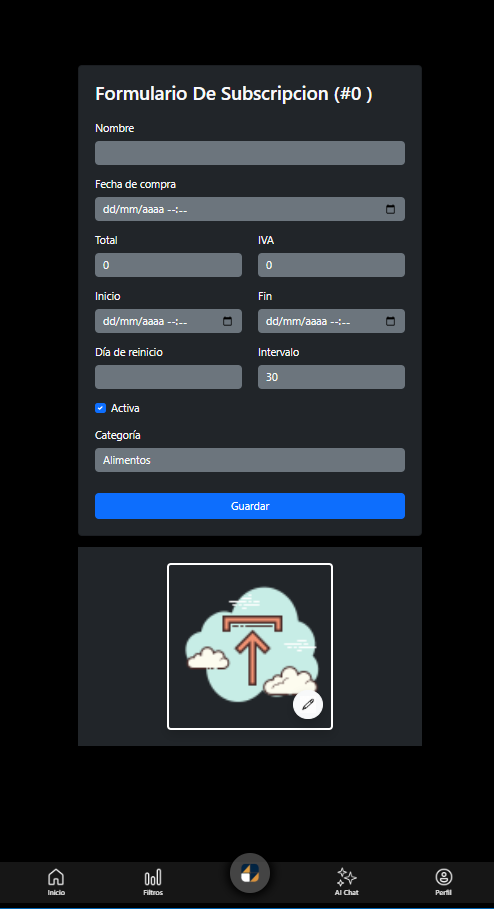 Formulario De Subscripcion (#0 )
Nombre
Fecha de compra
dd/mm/aaaa --:--
Total IVA
0 0
Inicio Fin
dd/mm/aaaa --:-- dd/mm/aaaa --:--
Día de reinicio Intervalo
30
Activa
Categoría
Alimentos
Guardar
Inicio Filtros AI Chat Perfil